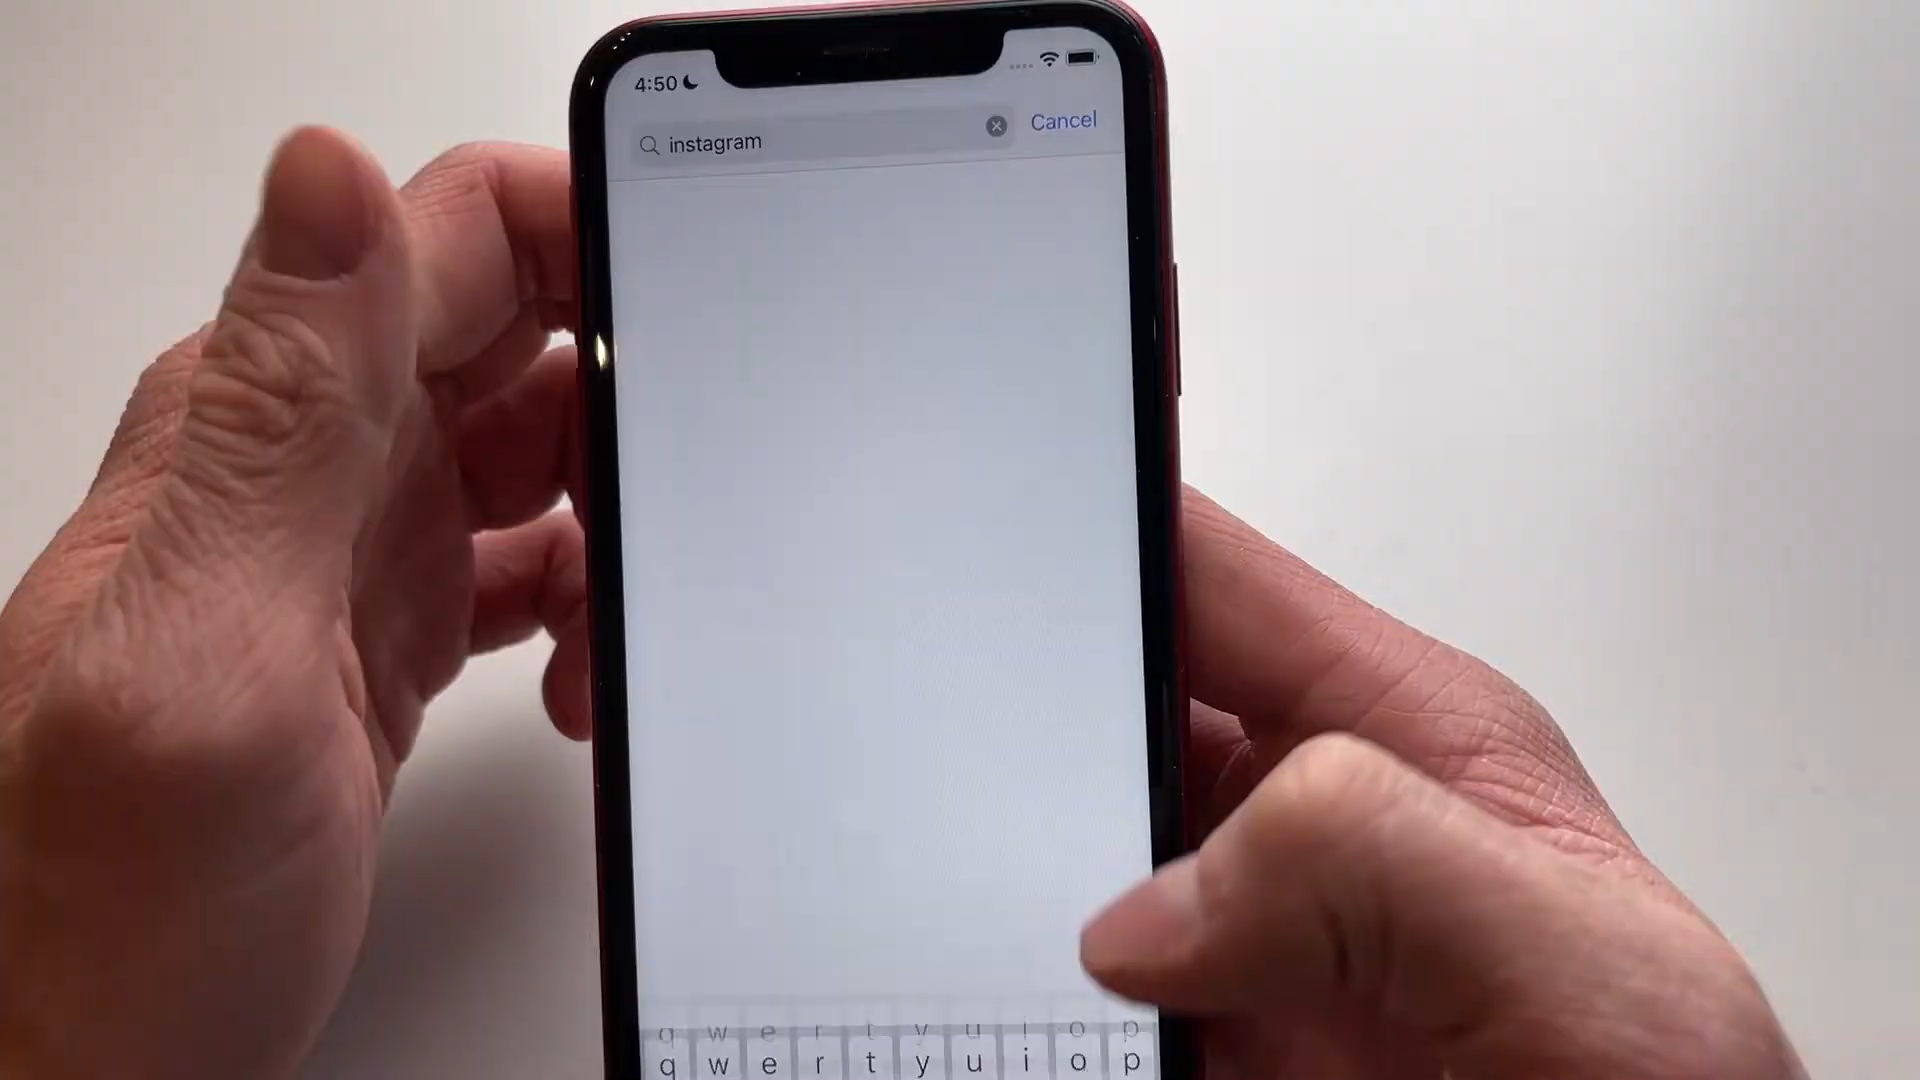 4:50
instagram
Cancel
q w e r t y u i o p
q w e r t y u i o p